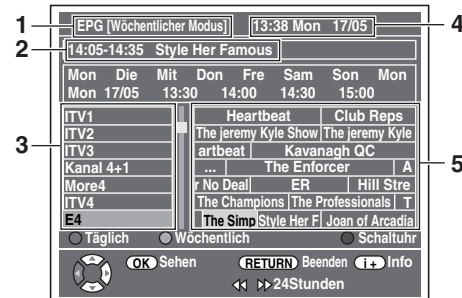 1 EPG [Wöchentlicher Modus] 13:38 Mon 17/05 4
2 14:05-14:35 Style Her Famous
Mon Die Mit Don Fre Sam Son Mon
Mon 17/05 13:30 14:00 14:30 15:00
3 5
ITV1 Heartbeat Club Reps
ITV2 The jeremy Kyle Show The jeremy Kyle
ITV3 artbeat Kavanagh QC
Kanal 4+1 ... The Enforcer A
More4 r No Deal ER Hill Stre
ITV4 The Champions The Professionals T
E4 The Simp Style Her F Joan of Arcadia
Täglich Wöchentlich Schaltuhr
OK Sehen RETURN Beenden i+ Info
24Stunden